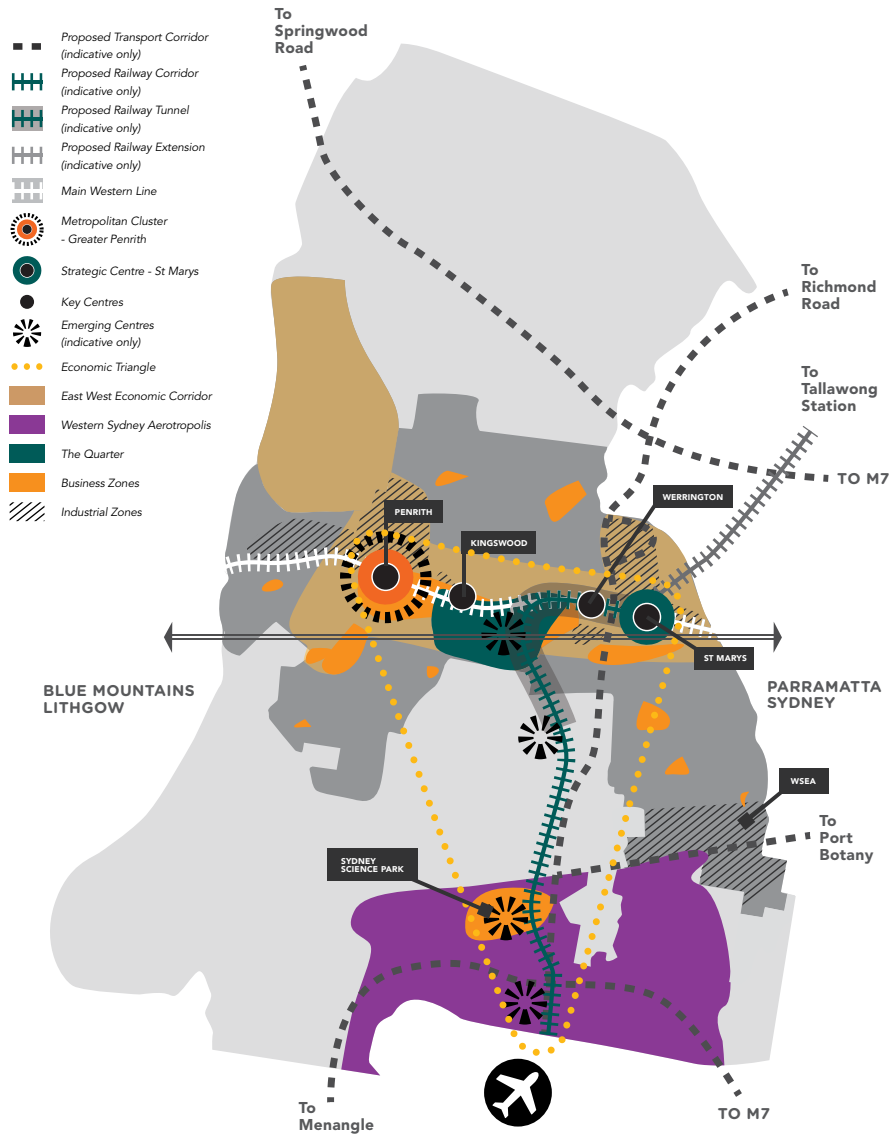 To
Springwood
Road
Proposed Transport Corridor
(indicative only)
Proposed Railway Corridor
(indicative only)
Proposed Railway Tunnel
(indicative only)
Proposed Railway Extension
(indicative only)
Main Western Line
Metropolitan Cluster
- Greater Penrith
Strategic Centre - St Marys
Key Centres
Emerging Centres
(indicative only)
Economic Triangle
East West Economic Corridor
Western Sydney Aerotropolis
The Quarter
Business Zones
Industrial Zones
To
Richmond
Road
To
Tallawong
Station
TO M7
WERRINGTON
PENRITH
KINGSWOOD
ST MARYS
BLUE MOUNTAINS
LITHGOW
PARRAMATTA
SYDNEY
WSEA
To
Port
Botany
SYDNEY
SCIENCE PARK
To
Menangle
TO M7